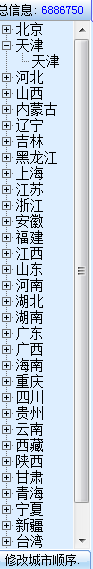 总信息: 6886750
北京
天津
天津
河北
山西
内蒙古
辽宁
吉林
黑龙江
上海
江苏
浙江
安徽
福建
江西
山东
河南
湖北
湖南
广东
广西
海南
重庆
四川
贵州
云南
西藏
陕西
甘肃
青海
宁夏
新疆
台湾
修改城市顺序.